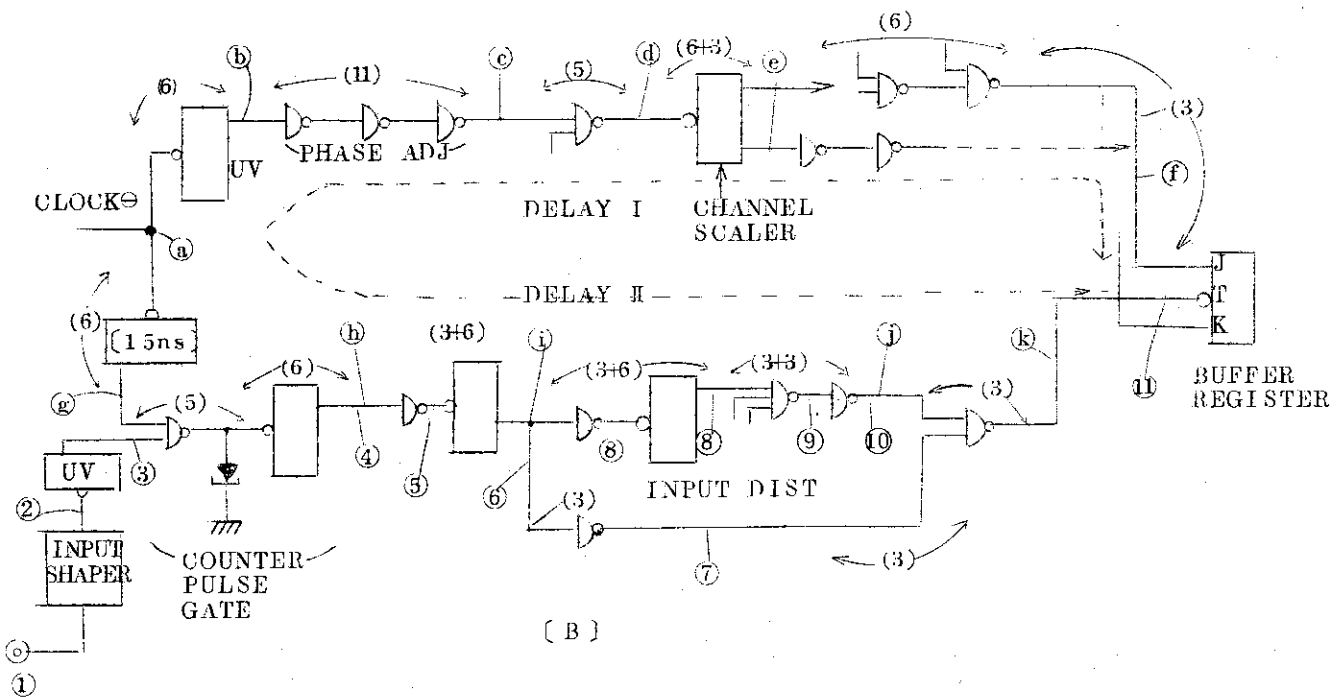 (6)
ⓑ
(11)
ⓒ
(5)
ⓓ
(6+3)
ⓔ
(6)
(3)
UV
PHASE ADJ
CLOCK⊖
ⓐ
DELAY I
CHANNEL
SCALER
ⓕ
DELAY II
J
T
K
(6)
(15ns)
ⓗ
(3+6)
ⓘ
(3+6)
(3+3)
ⓙ
ⓚ
⑪
BUFFER
REGISTER
ⓖ
(5)
(6)
④
⑤
⑧
⑧
⑨
⑩
(3)
③
UV
②
⑥
INPUT DIST
(3)
INPUT
SHAPER
COUNTER
PULSE
GATE
⑦
(3)
[B]
①